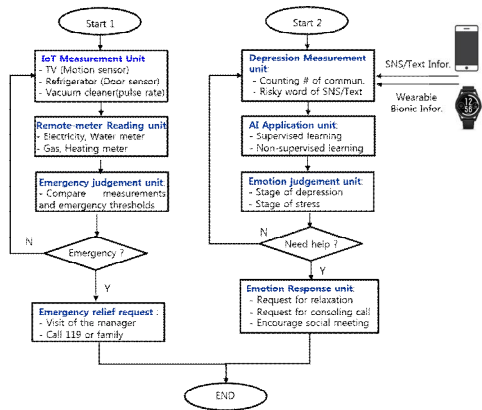 Start 1
IoT Measurement Unit
- TV (Motion sensor)
- Refrigerator (Door sensor)
- Vacuum cleaner(pulse rate)
Remote-meter Reading unit
- Electricity, Water meter
- Gas, Heating meter
Emergency judgement unit:
- Compare measurements
and emergency thresholds
N
Emergency ?
Y
Emergency relief request :
- Visit of the manager
- Call 119 or family
Start 2
Depression Measurement
unit:
- Counting # of commun.
- Risky word of SNS/Text
SNS/Text Infor.
Wearable
Bionic Infor.
12
56
AI Application unit:
- Supervised learning
- Non-supervised learning
Emotion judgement unit:
- Stage of depression
- Stage of stress
N
Need help ?
Y
Emotion Response unit:
- Request for relaxation
- Request for consoling call
- Encourage social meeting
END